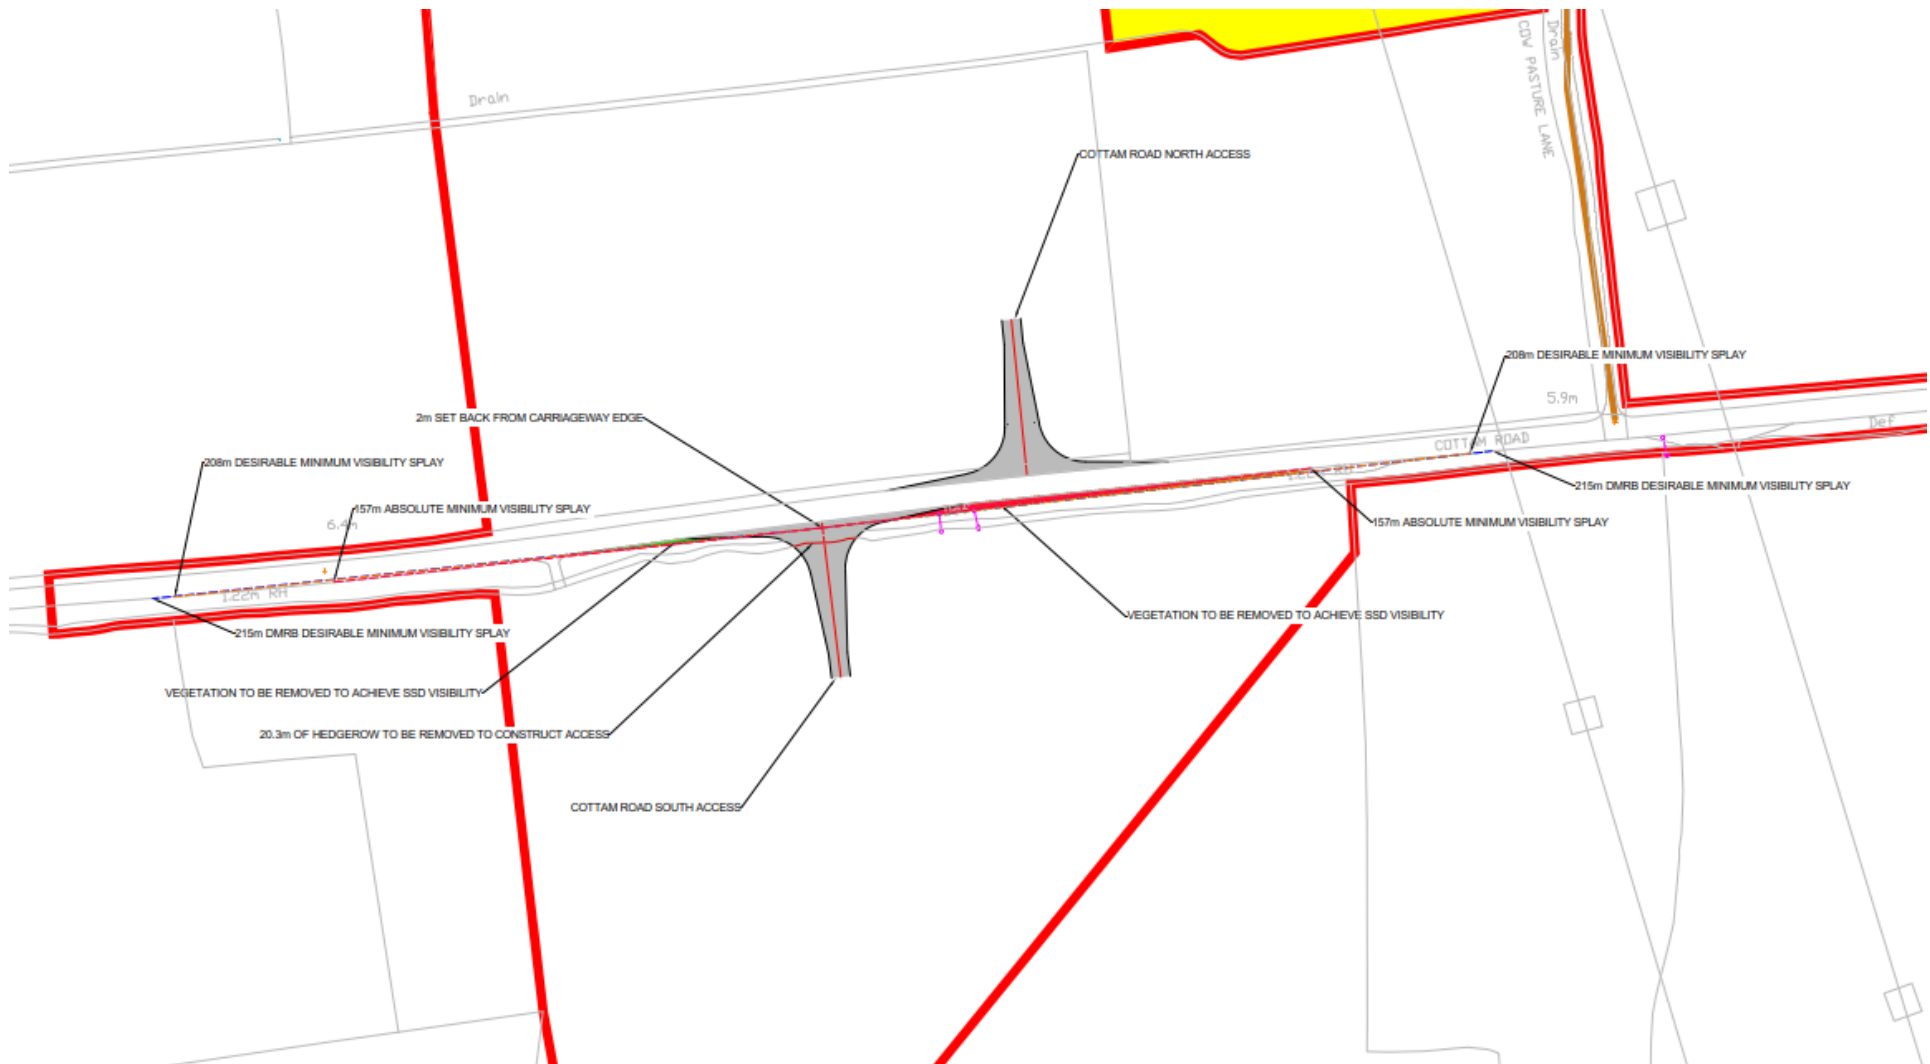 Drain
COW PASTURE LANE
Drain
COTTAM ROAD NORTH ACCESS
208m DESIRABLE MINIMUM VISIBILITY SPLAY
5.9m
2m SET BACK FROM CARRIAGEWAY EDGE
Def
COTTAM ROAD
208m DESIRABLE MINIMUM VISIBILITY SPLAY
215m DMRB DESIRABLE MINIMUM VISIBILITY SPLAY
157m ABSOLUTE MINIMUM VISIBILITY SPLAY
6.4m
157m ABSOLUTE MINIMUM VISIBILITY SPLAY
1.22m RH
VEGETATION TO BE REMOVED TO ACHIEVE SSD VISIBILITY
215m DMRB DESIRABLE MINIMUM VISIBILITY SPLAY
VEGETATION TO BE REMOVED TO ACHIEVE SSD VISIBILITY
20.3m OF HEDGEROW TO BE REMOVED TO CONSTRUCT ACCESS
COTTAM ROAD SOUTH ACCESS